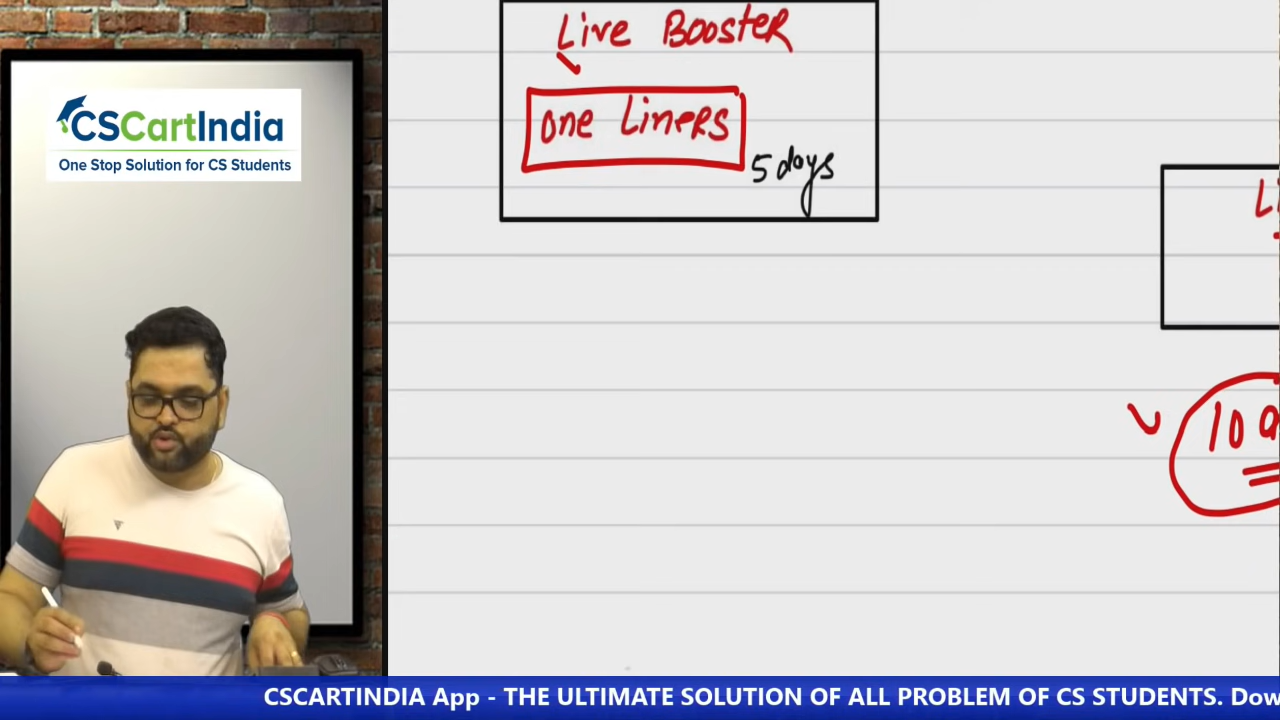 CSCartIndia
One Stop Solution for CS Students
Live Booster
one Liners
5 days
10
CSCARTINDIA App - THE ULTIMATE SOLUTION OF ALL PROBLEM OF CS STUDENTS.